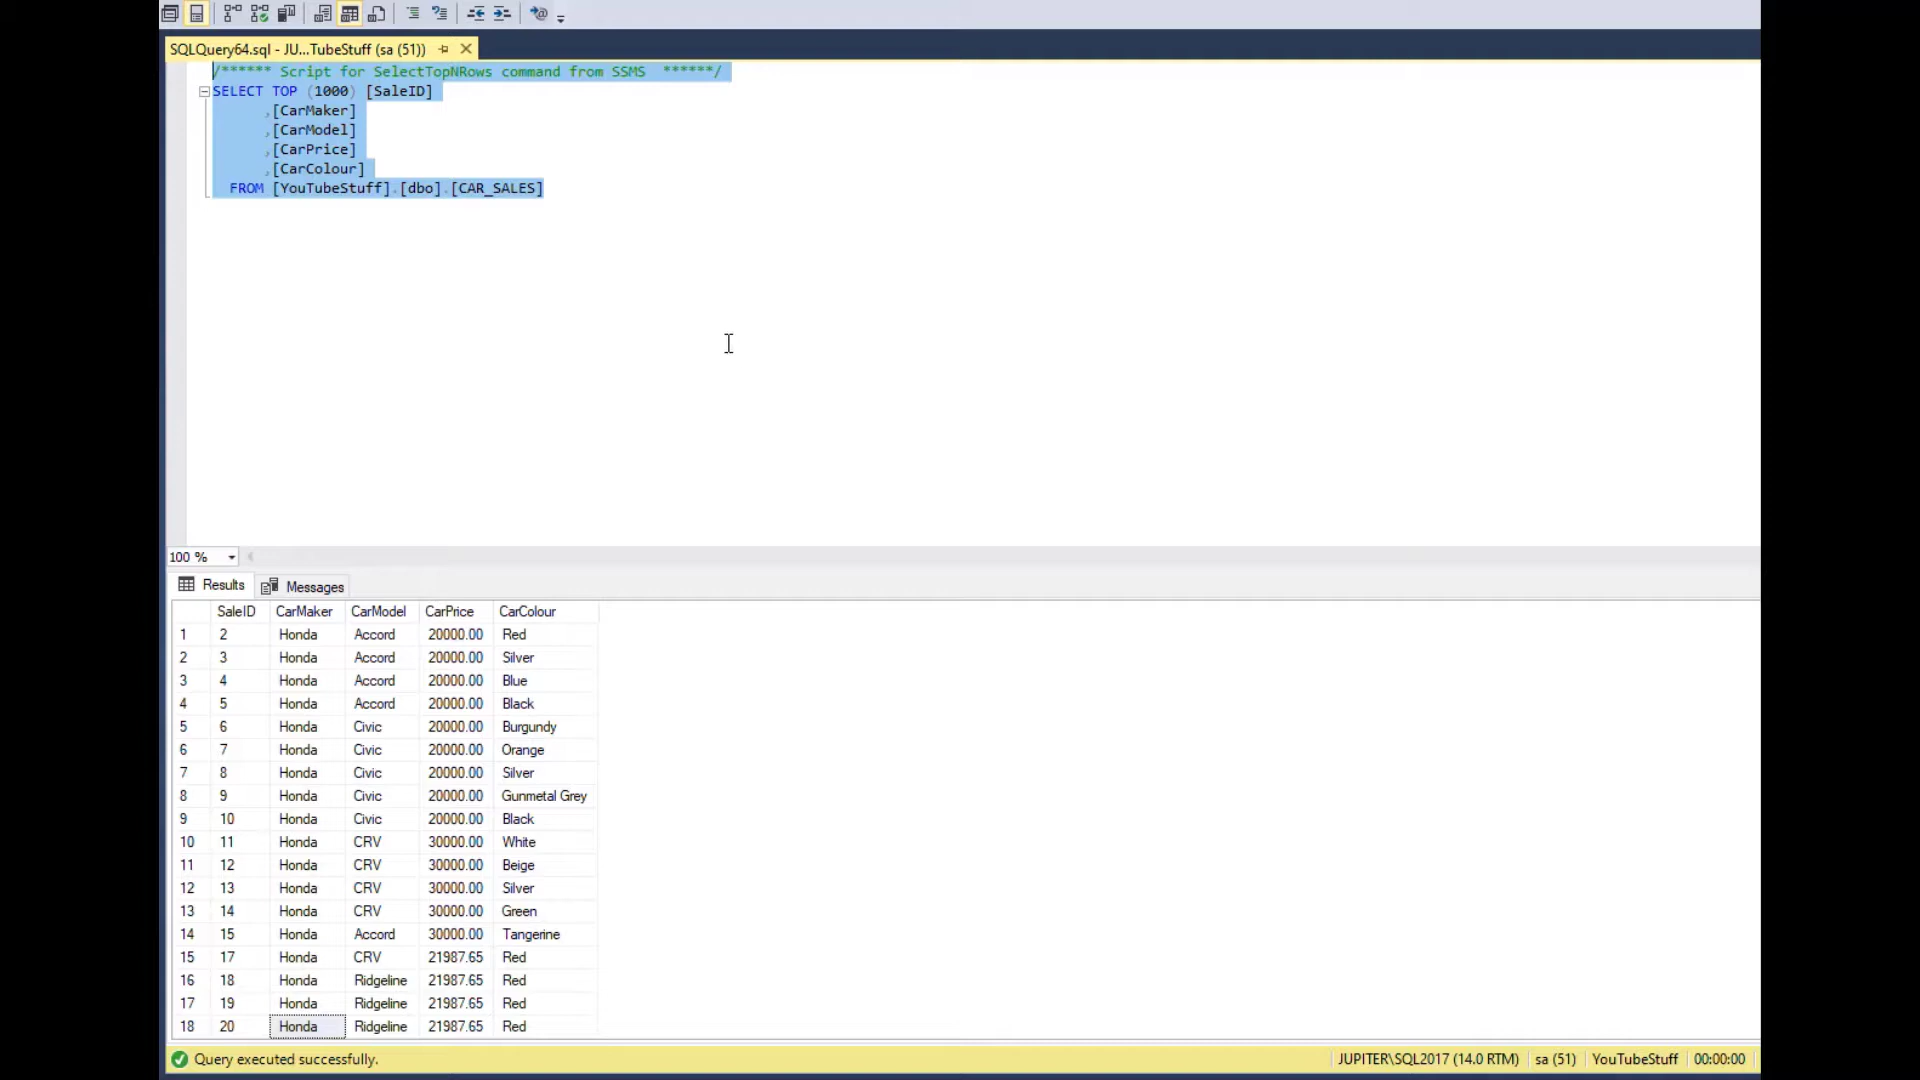 SQLQuery64.sql - JU...TubeStuff (sa (51))
/****** Script for SelectTopNRows command from SSMS  ******/
SELECT TOP (1000) [SaleID]
      ,[CarMaker]
      ,[CarModel]
      ,[CarPrice]
      ,[CarColour]
  FROM [YouTubeStuff].[dbo].[CAR_SALES]
100 %
Results Messages
SaleID CarMaker CarModel CarPrice CarColour
1 2 Honda Accord 20000.00 Red
2 3 Honda Accord 20000.00 Silver
3 4 Honda Accord 20000.00 Blue
4 5 Honda Accord 20000.00 Black
5 6 Honda Civic 20000.00 Burgundy
6 7 Honda Civic 20000.00 Orange
7 8 Honda Civic 20000.00 Silver
8 9 Honda Civic 20000.00 Gunmetal Grey
9 10 Honda Civic 20000.00 Black
10 11 Honda CRV 30000.00 White
11 12 Honda CRV 30000.00 Beige
12 13 Honda CRV 30000.00 Silver
13 14 Honda CRV 30000.00 Green
14 15 Honda Accord 30000.00 Tangerine
15 17 Honda CRV 21987.65 Red
16 18 Honda Ridgeline 21987.65 Red
17 19 Honda Ridgeline 21987.65 Red
18 20 Honda Ridgeline 21987.65 Red
Query executed successfully. JUPITER\SQL2017 (14.0 RTM) sa (51) YouTubeStuff 00:00:00